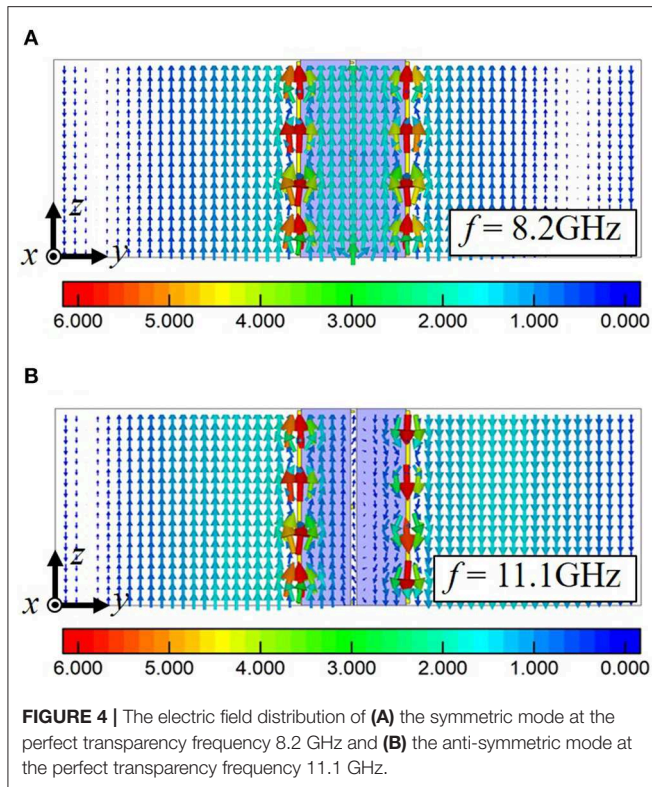 A
z
x y
f = 8.2GHz
6.000 5.000 4.000 3.000 2.000 1.000 0.000
B
z
x y
f = 11.1GHz
6.000 5.000 4.000 3.000 2.000 1.000 0.000
FIGURE 4 | The electric field distribution of (A) the symmetric mode at the
perfect transparency frequency 8.2 GHz and (B) the anti-symmetric mode at
the perfect transparency frequency 11.1 GHz.